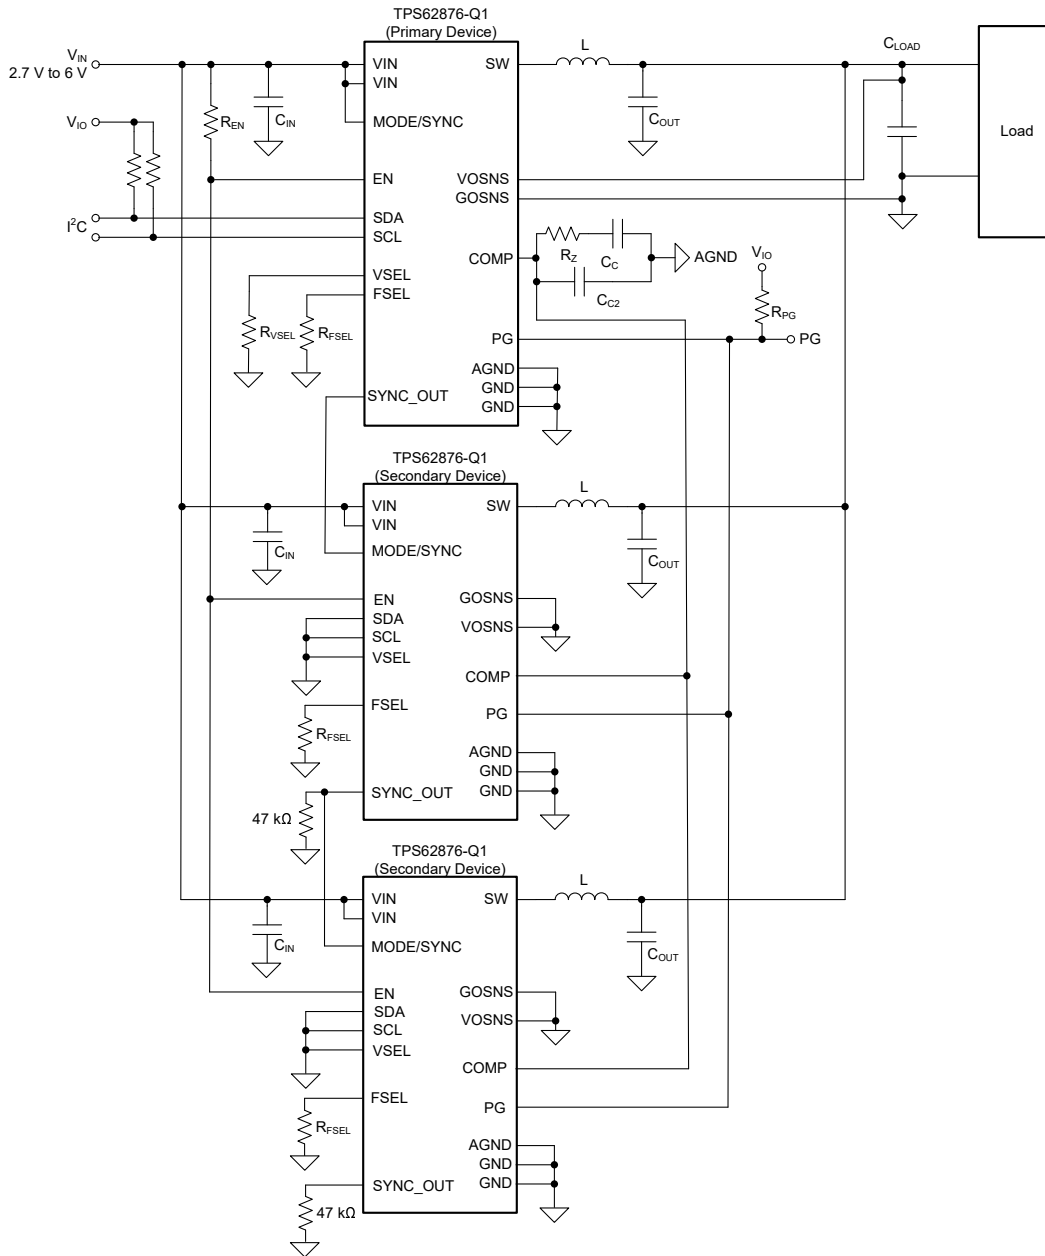 TPS62876-Q1
(Primary Device)
VIN
2.7 V to 6 V
VIO
I2C
REN
CIN
RVSEL
RFSEL
VIN
VIN
MODE/SYNC
EN
SDA
SCL
VSEL
FSEL
SYNC_OUT
SW
VOSNS
GOSNS
COMP
PG
AGND
GND
GND
L
COUT
CLOAD
Load
RZ
CC
CC2
AGND
VIO
RPG
PG
TPS62876-Q1
(Secondary Device)
CIN
RFSEL
47 kΩ
VIN
VIN
MODE/SYNC
EN
SDA
SCL
VSEL
FSEL
SYNC_OUT
SW
GOSNS
VOSNS
COMP
PG
AGND
GND
GND
L
COUT
TPS62876-Q1
(Secondary Device)
CIN
RFSEL
47 kΩ
VIN
VIN
MODE/SYNC
EN
SDA
SCL
VSEL
FSEL
SYNC_OUT
SW
GOSNS
VOSNS
COMP
PG
AGND
GND
GND
L
COUT